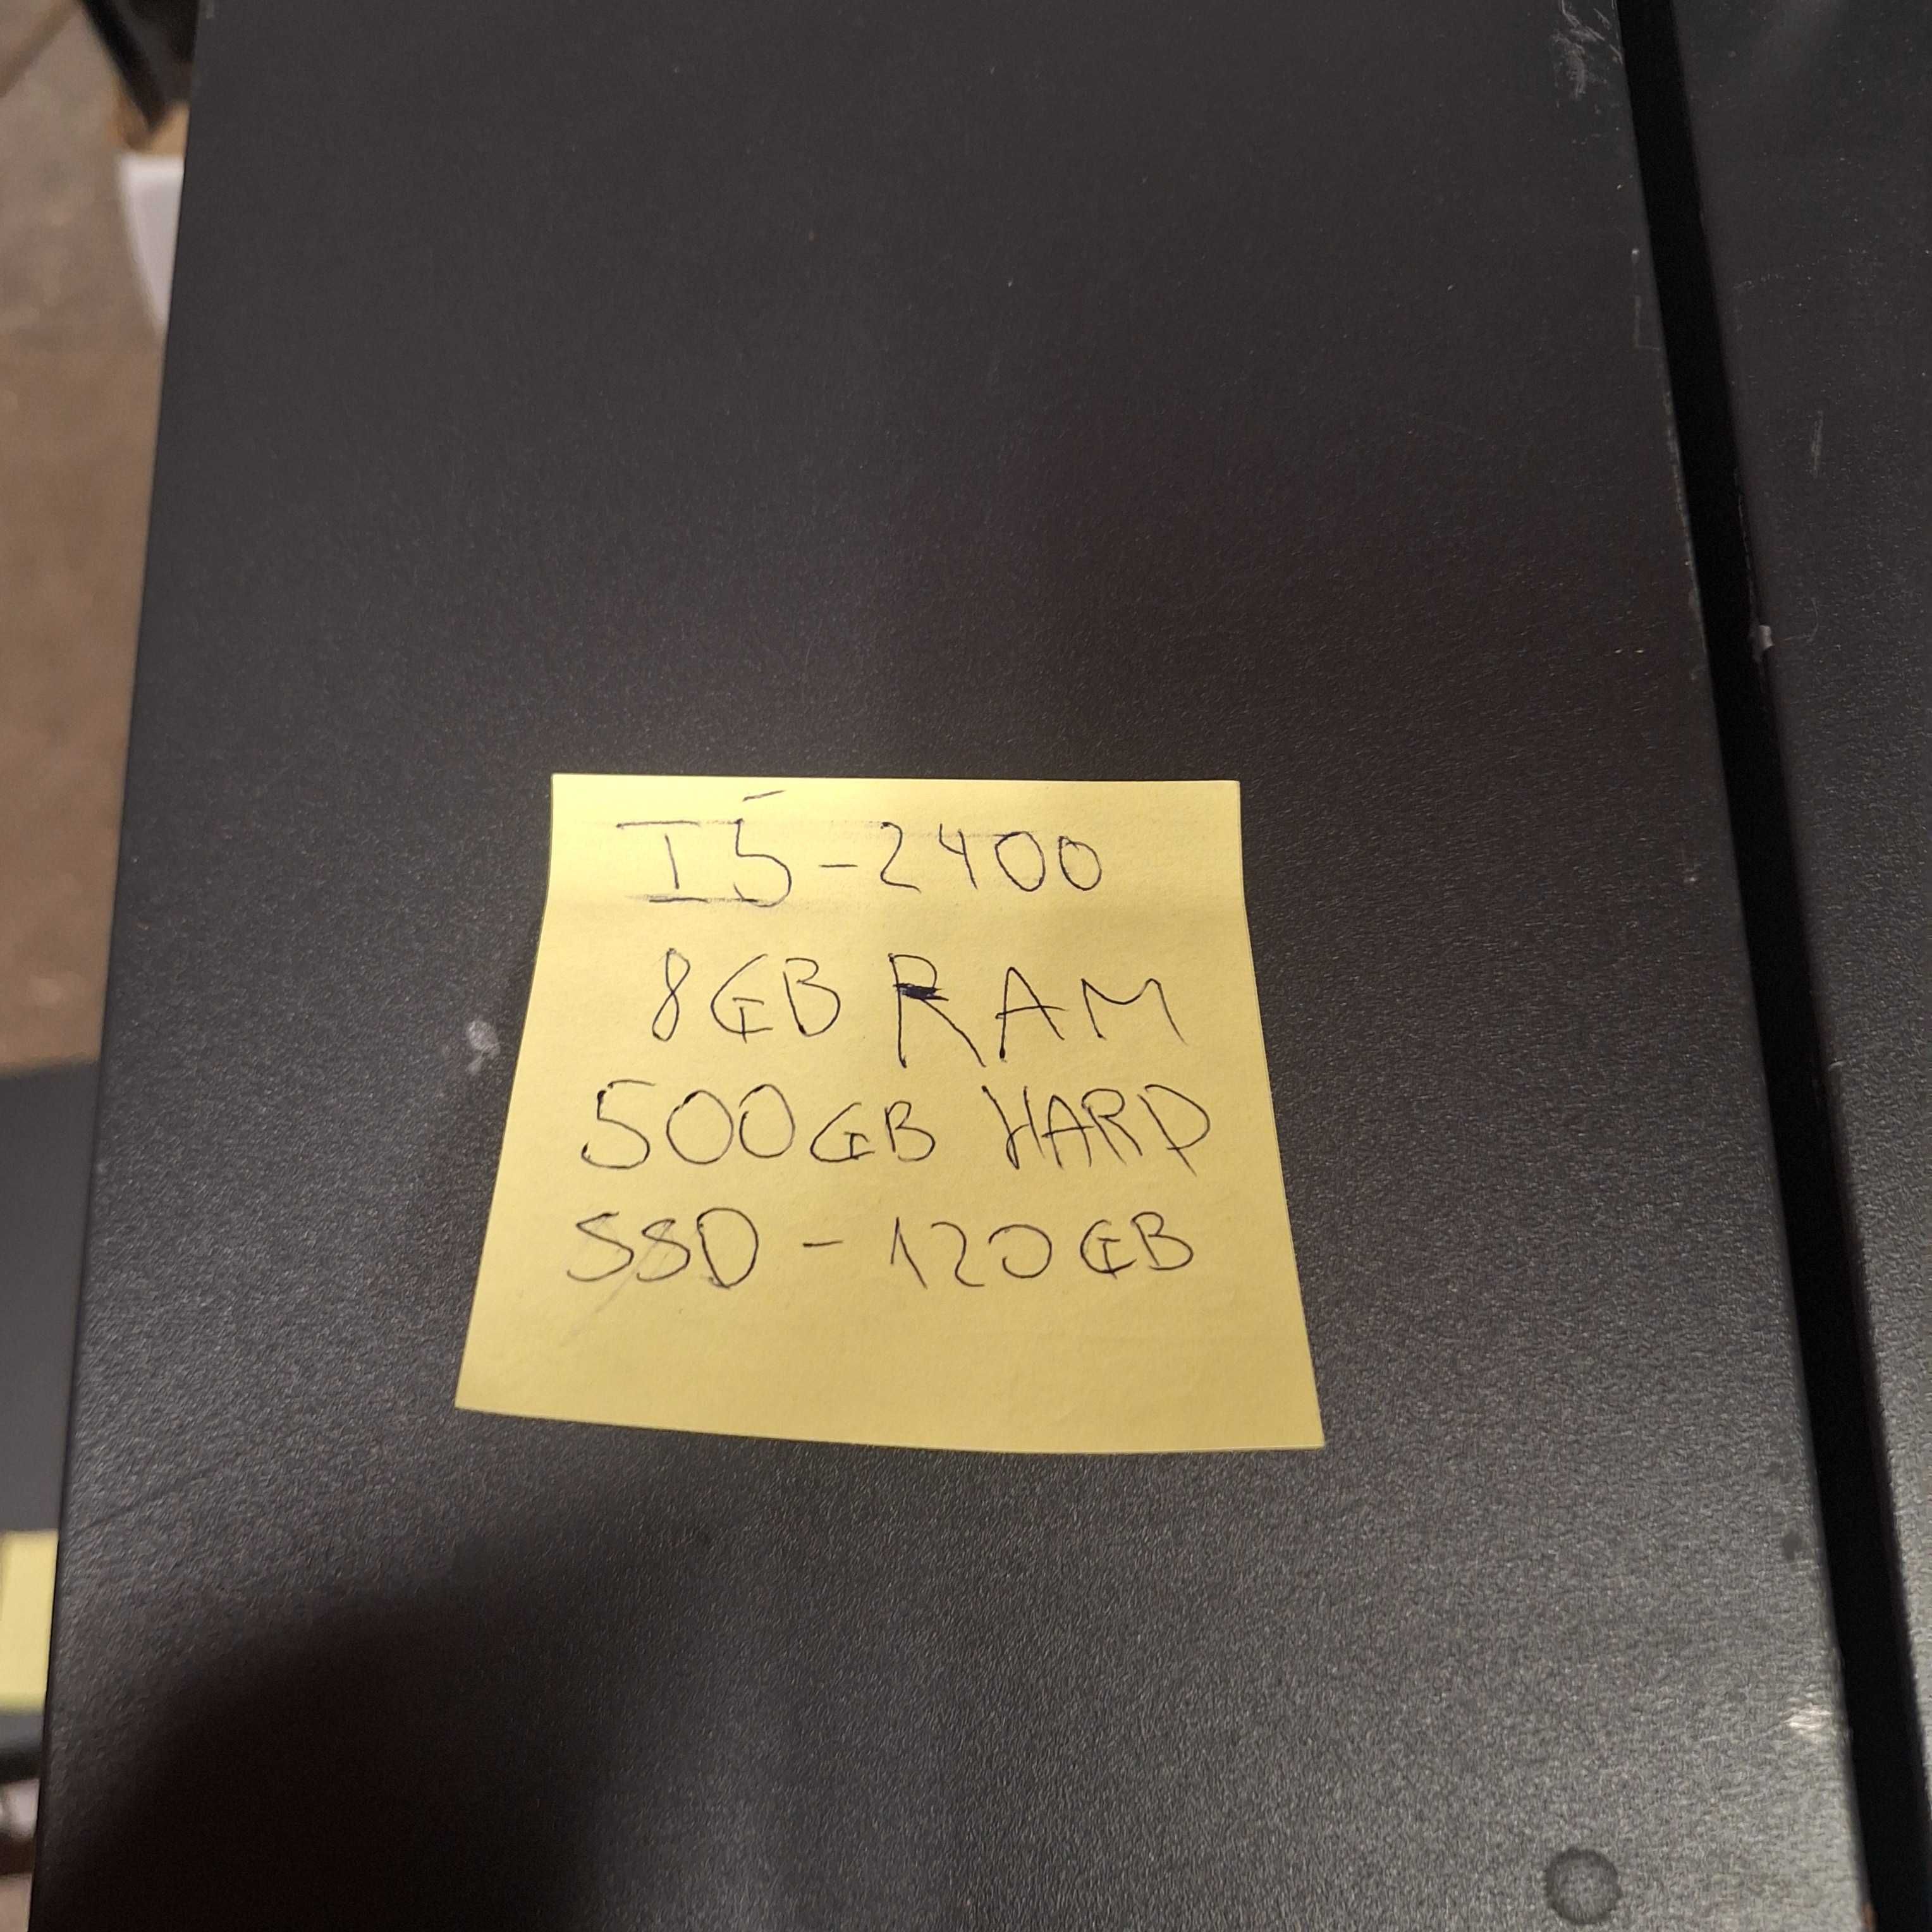 I5-2400
8GB RAM
500GB HARD
SSD - 120GB